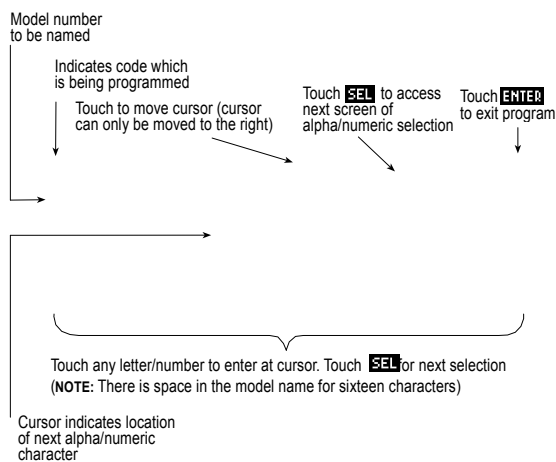 Model number
to be named
Indicates code which
is being programmed
Touch to move cursor (cursor
can only be moved to the right)
Touch SEL to access
next screen of
alpha/numeric selection
Touch ENTER
to exit program
Touch any letter/number to enter at cursor. Touch SEL for next selection
(NOTE: There is space in the model name for sixteen characters)
Cursor indicates location
of next alpha/numeric
character